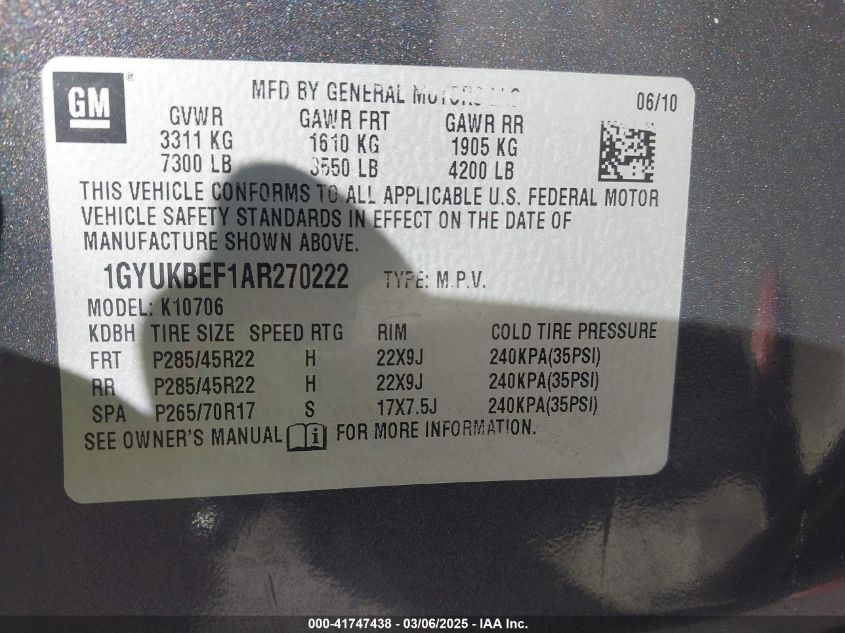 GM ®
MFD BY GENERAL MOTORS LLC
06/10
GVWR GAWR FRT GAWR RR
3311 KG 1610 KG 1905 KG
7300 LB 3550 LB 4200 LB
THIS VEHICLE CONFORMS TO ALL APPLICABLE U.S. FEDERAL MOTOR
VEHICLE SAFETY STANDARDS IN EFFECT ON THE DATE OF
MANUFACTURE SHOWN ABOVE.
1GYUKBEF1AR270222 TYPE: M.P.V.
MODEL: K10706
KDBH TIRE SIZE SPEED RTG RIM COLD TIRE PRESSURE
FRT P285/45R22 H 22X9J 240KPA(35PSI)
RR P285/45R22 H 22X9J 240KPA(35PSI)
SPA P265/70R17 S 17X7.5J 240KPA(35PSI)
SEE OWNER'S MANUAL i FOR MORE INFORMATION.
000-41747438 - 03/06/2025 - IAA Inc.